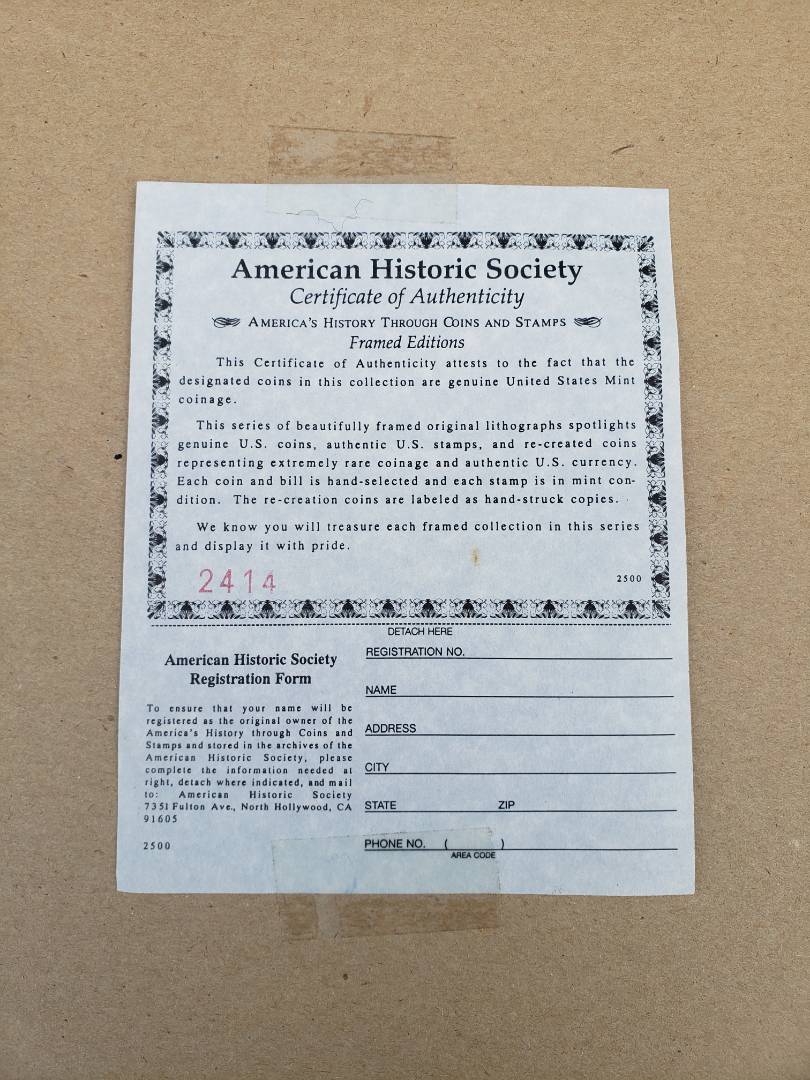 American Historic Society
Certificate of Authenticity
AMERICA'S HISTORY THROUGH COINS AND STAMPS
Framed Editions
This Certificate of Authenticity attests to the fact that the
designated coins in this collection are genuine United States Mint
coinage.
This series of beautifully framed original lithographs spotlights
genuine U.S. coins, authentic U.S. stamps, and re-created coins
representing extremely rare coinage and authentic U.S. currency.
Each coin and bill is hand-selected and each stamp is in mint con-
dition. The re-creation coins are labeled as hand-struck copies.
We know you will treasure each framed collection in this series
and display it with pride.
2414
2500
DETACH HERE
American Historic Society
Registration Form
To ensure that your name will be
registered as the original owner of the
America's History through Coins and
Stamps and stored in the archives of the
American Historic Society, please
complete the information needed at
right, detach where indicated, and mail
to: American Historic Society
7351 Fulton Ave., North Hollywood, CA
91605
2500
REGISTRATION NO.
NAME
ADDRESS
CITY
STATE ZIP
PHONE NO. ( )
AREA CODE